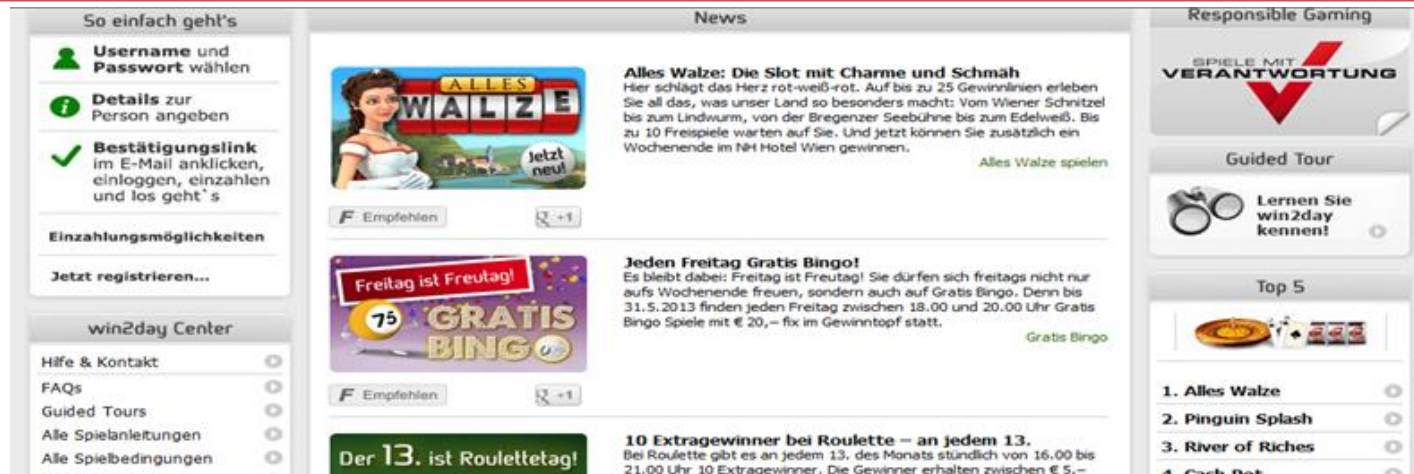 So einfach geht's
Username und
Passwort wählen
Details zur
Person angeben
Bestätigungslink
im E-Mail anklicken,
einloggen, einzahlen
und los geht`s
Einzahlungsmöglichkeiten
Jetzt registrieren...
win2day Center
Hilfe & Kontakt
FAQs
Guided Tours
Alle Spielanleitungen
Alle Spielbedingungen
News
ALLES
WALZE
Jetzt
neu!
Alles Walze: Die Slot mit Charme und Schmäh
Hier schlägt das Herz rot-weiß-rot. Auf bis zu 25 Gewinnlinien erleben
Sie all das, was unser Land so besonders macht: Vom Wiener Schnitzel
bis zum Lindwurm, von der Bregenzer Seebühne bis zum Edelweiß. Bis
zu 10 Freispiele warten auf Sie. Und jetzt können Sie zusätzlich ein
Wochenende im NH Hotel Wien gewinnen.
Alles Walze spielen
F Empfehlen
+1
Freitag ist Freutag!
75 GRATIS
BINGO
Jeden Freitag Gratis Bingo!
Es bleibt dabei: Freitag ist Freutag! Sie dürfen sich freitags nicht nur
aufs Wochenende freuen, sondern auch auf Gratis Bingo. Denn bis
31.5.2013 finden jeden Freitag zwischen 18.00 und 20.00 Uhr Gratis
Bingo Spiele mit € 20,– fix im Gewinntopf statt.
Gratis Bingo
F Empfehlen
+1
Der 13. ist Roulettetag!
10 Extragewinner bei Roulette – an jedem 13.
Bei Roulette gibt es an jedem 13. des Monats stündlich von 16.00 bis
21.00 Uhr 10 Extragewinner. Die Gewinner erhalten zwischen € 5,–
Responsible Gaming
SPIELE MIT
VERANTWORTUNG
Guided Tour
Lernen Sie
win2day
kennen!
Top 5
1. Alles Walze
2. Pinguin Splash
3. River of Riches
4. Cash Pot